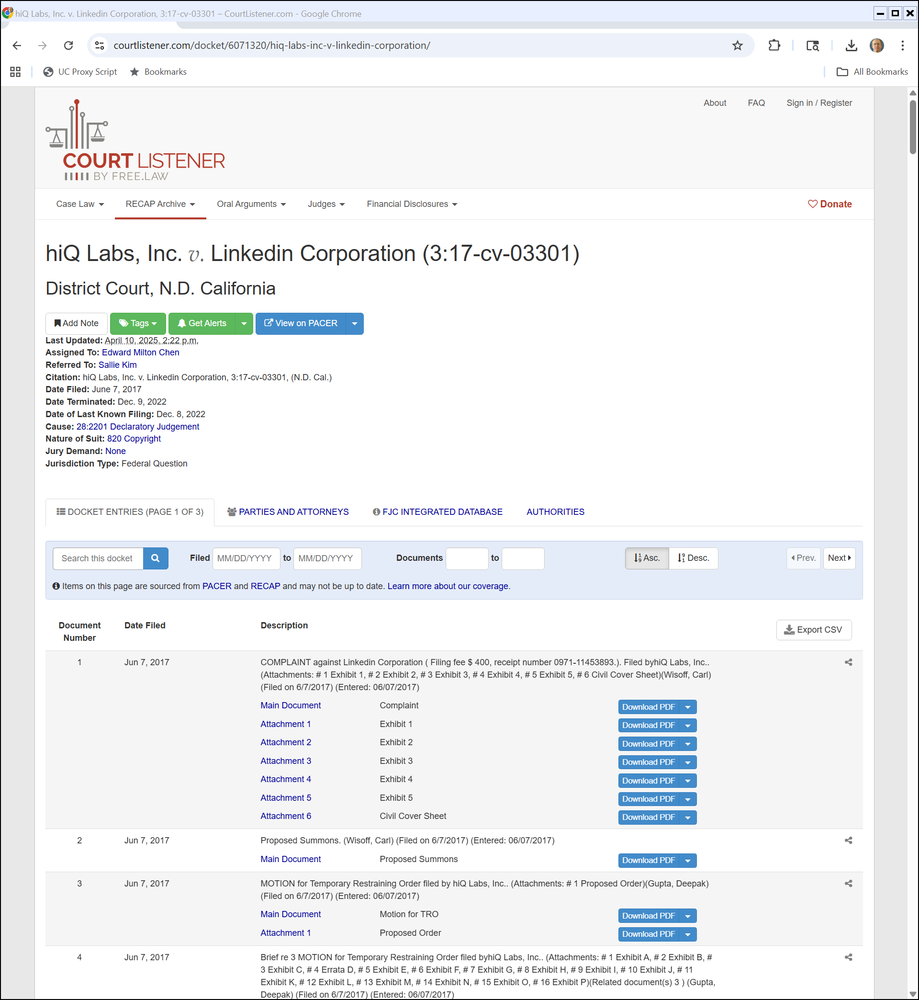 hiQ Labs, Inc. v. Linkedin Corporation, 3:17-cv-03301 – CourtListener.com - Google Chrome
courtlistener.com/docket/6071320/hiq-labs-inc-v-linkedin-corporation/
UC Proxy Script Bookmarks All Bookmarks
About FAQ Sign in / Register
COURT LISTENER
BY FREE.LAW
Case Law RECAP Archive Oral Arguments Judges Financial Disclosures Donate
hiQ Labs, Inc. v. Linkedin Corporation (3:17-cv-03301)
District Court, N.D. California
Add Note Tags Get Alerts View on PACER
Last Updated: April 10, 2025, 2:22 p.m.
Assigned To: Edward Milton Chen
Referred To: Sallie Kim
Citation: hiQ Labs, Inc. v. Linkedin Corporation, 3:17-cv-03301, (N.D. Cal.)
Date Filed: June 7, 2017
Date Terminated: Dec. 9, 2022
Date of Last Known Filing: Dec. 8, 2022
Cause: 28:2201 Declaratory Judgement
Nature of Suit: 820 Copyright
Jury Demand: None
Jurisdiction Type: Federal Question
DOCKET ENTRIES (PAGE 1 OF 3) PARTIES AND ATTORNEYS FJC INTEGRATED DATABASE AUTHORITIES
Search this docket Filed MM/DD/YYYY to MM/DD/YYYY Documents to Asc. Desc. Prev. Next
Items on this page are sourced from PACER and RECAP and may not be up to date. Learn more about our coverage.
Document Number Date Filed Description Export CSV
1 Jun 7, 2017 COMPLAINT against Linkedin Corporation ( Filing fee $ 400, receipt number 0971-11453893.). Filed byhiQ Labs, Inc..
(Attachments: # 1 Exhibit 1, # 2 Exhibit 2, # 3 Exhibit 3, # 4 Exhibit 4, # 5 Exhibit 5, # 6 Civil Cover Sheet)(Wisoff, Carl)
(Filed on 6/7/2017) (Entered: 06/07/2017)
Main Document Complaint Download PDF
Attachment 1 Exhibit 1 Download PDF
Attachment 2 Exhibit 2 Download PDF
Attachment 3 Exhibit 3 Download PDF
Attachment 4 Exhibit 4 Download PDF
Attachment 5 Exhibit 5 Download PDF
Attachment 6 Civil Cover Sheet Download PDF
2 Jun 7, 2017 Proposed Summons. (Wisoff, Carl) (Filed on 6/7/2017) (Entered: 06/07/2017)
Main Document Proposed Summons Download PDF
3 Jun 7, 2017 MOTION for Temporary Restraining Order filed by hiQ Labs, Inc.. (Attachments: # 1 Proposed Order)(Gupta, Deepak)
(Filed on 6/7/2017) (Entered: 06/07/2017)
Main Document Motion for TRO Download PDF
Attachment 1 Proposed Order Download PDF
4 Jun 7, 2017 Brief re 3 MOTION for Temporary Restraining Order filed byhiQ Labs, Inc.. (Attachments: # 1 Exhibit A, # 2 Exhibit B, #
3 Exhibit C, # 4 Errata D, # 5 Exhibit E, # 6 Exhibit F, # 7 Exhibit G, # 8 Exhibit H, # 9 Exhibit I, # 10 Exhibit J, # 11
Exhibit K, # 12 Exhibit L, # 13 Exhibit M, # 14 Exhibit N, # 15 Exhibit O, # 16 Exhibit P)(Related document(s) 3 ) (Gupta,
Deepak) (Filed on 6/7/2017) (Entered: 06/07/2017)